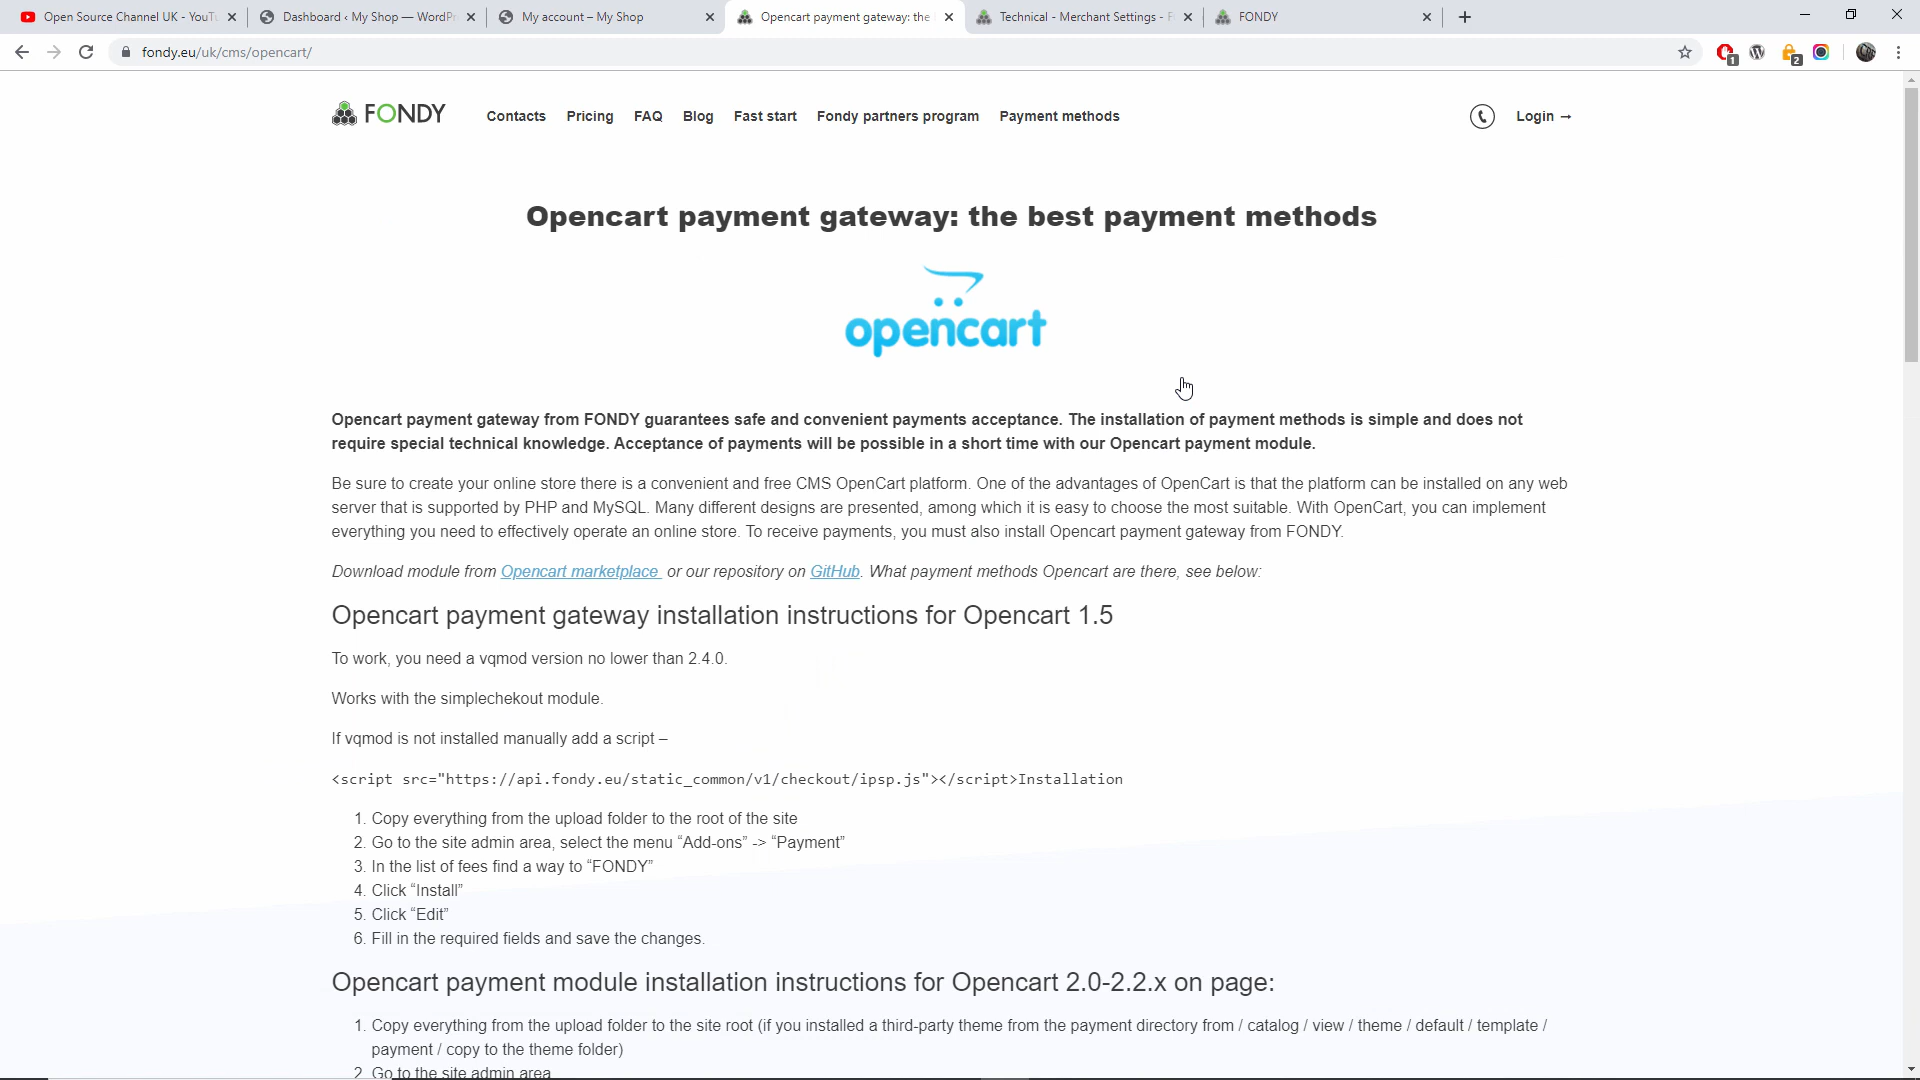 Open Source Channel UK - YouTu
Dashboard ‹ My Shop — WordPr
My account – My Shop
Opencart payment gateway: the
Technical - Merchant Settings - F
FONDY
fondy.eu/uk/cms/opencart/
1
2
FONDY
Contacts
Pricing
FAQ
Blog
Fast start
Fondy partners program
Payment methods
Login →
Opencart payment gateway: the best payment methods
opencart
Opencart payment gateway from FONDY guarantees safe and convenient payments acceptance. The installation of payment methods is simple and does not
require special technical knowledge. Acceptance of payments will be possible in a short time with our Opencart payment module.
Be sure to create your online store there is a convenient and free CMS OpenCart platform. One of the advantages of OpenCart is that the platform can be installed on any web
server that is supported by PHP and MySQL. Many different designs are presented, among which it is easy to choose the most suitable. With OpenCart, you can implement
everything you need to effectively operate an online store. To receive payments, you must also install Opencart payment gateway from FONDY.
Download module from Opencart marketplace or our repository on GitHub. What payment methods Opencart are there, see below:
Opencart payment gateway installation instructions for Opencart 1.5
To work, you need a vqmod version no lower than 2.4.0.
Works with the simplechekout module.
If vqmod is not installed manually add a script –
<script src="https://api.fondy.eu/static_common/v1/checkout/ipsp.js"></script>Installation
1. Copy everything from the upload folder to the root of the site
2. Go to the site admin area, select the menu “Add-ons” -> “Payment”
3. In the list of fees find a way to “FONDY”
4. Click “Install”
5. Click “Edit”
6. Fill in the required fields and save the changes.
Opencart payment module installation instructions for Opencart 2.0-2.2.x on page:
1. Copy everything from the upload folder to the site root (if you installed a third-party theme from the payment directory from / catalog / view / theme / default / template /
payment / copy to the theme folder)
2. Go to the site admin area